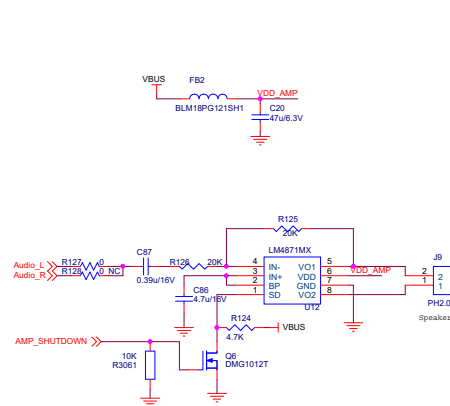 VBUS
FB2
VDD_AMP
BLM18PG121SH1
C20
47u/6.3V
R125
20K
LM4871MX
C87
R126 20K
Audio_L
R127 0
Audio_R
R128 0 NC
0.39u/16V
4 IN- VO1 5
3 IN+ VDD 6 VDD_AMP
2 BP GND 7
1 SD VO2 8
U12
J9
2 2
1 1
PH2.0
Speaker
C86
4.7u/16V
R124
4.7K
VBUS
AMP_SHUTDOWN
10K
R3061
Q6
DMG1012T